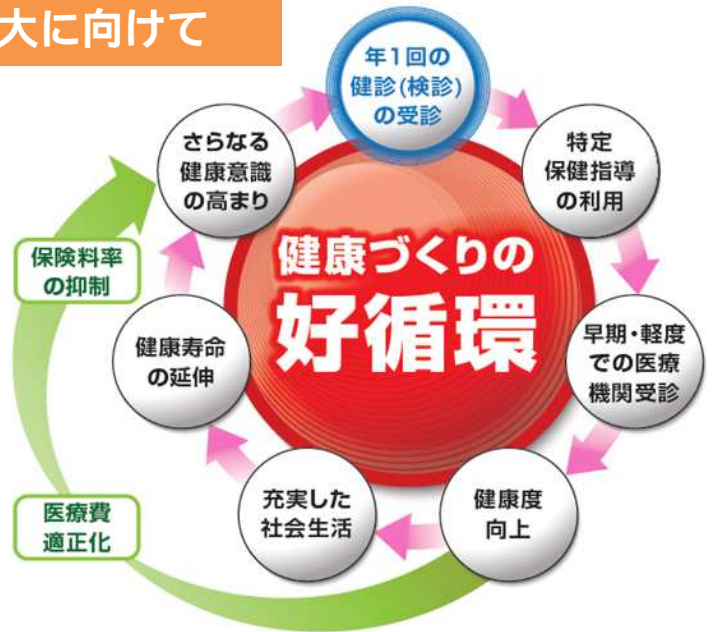 大に向けて
年1回の
健診(検診)
の受診
特定
保健指導
の利用
早期・軽度
での医療
機関受診
健康度
向上
充実した
社会生活
健康寿命
の延伸
さらなる
健康意識
の高まり
健康づくりの
好循環
医療費
適正化
保険料率
の抑制